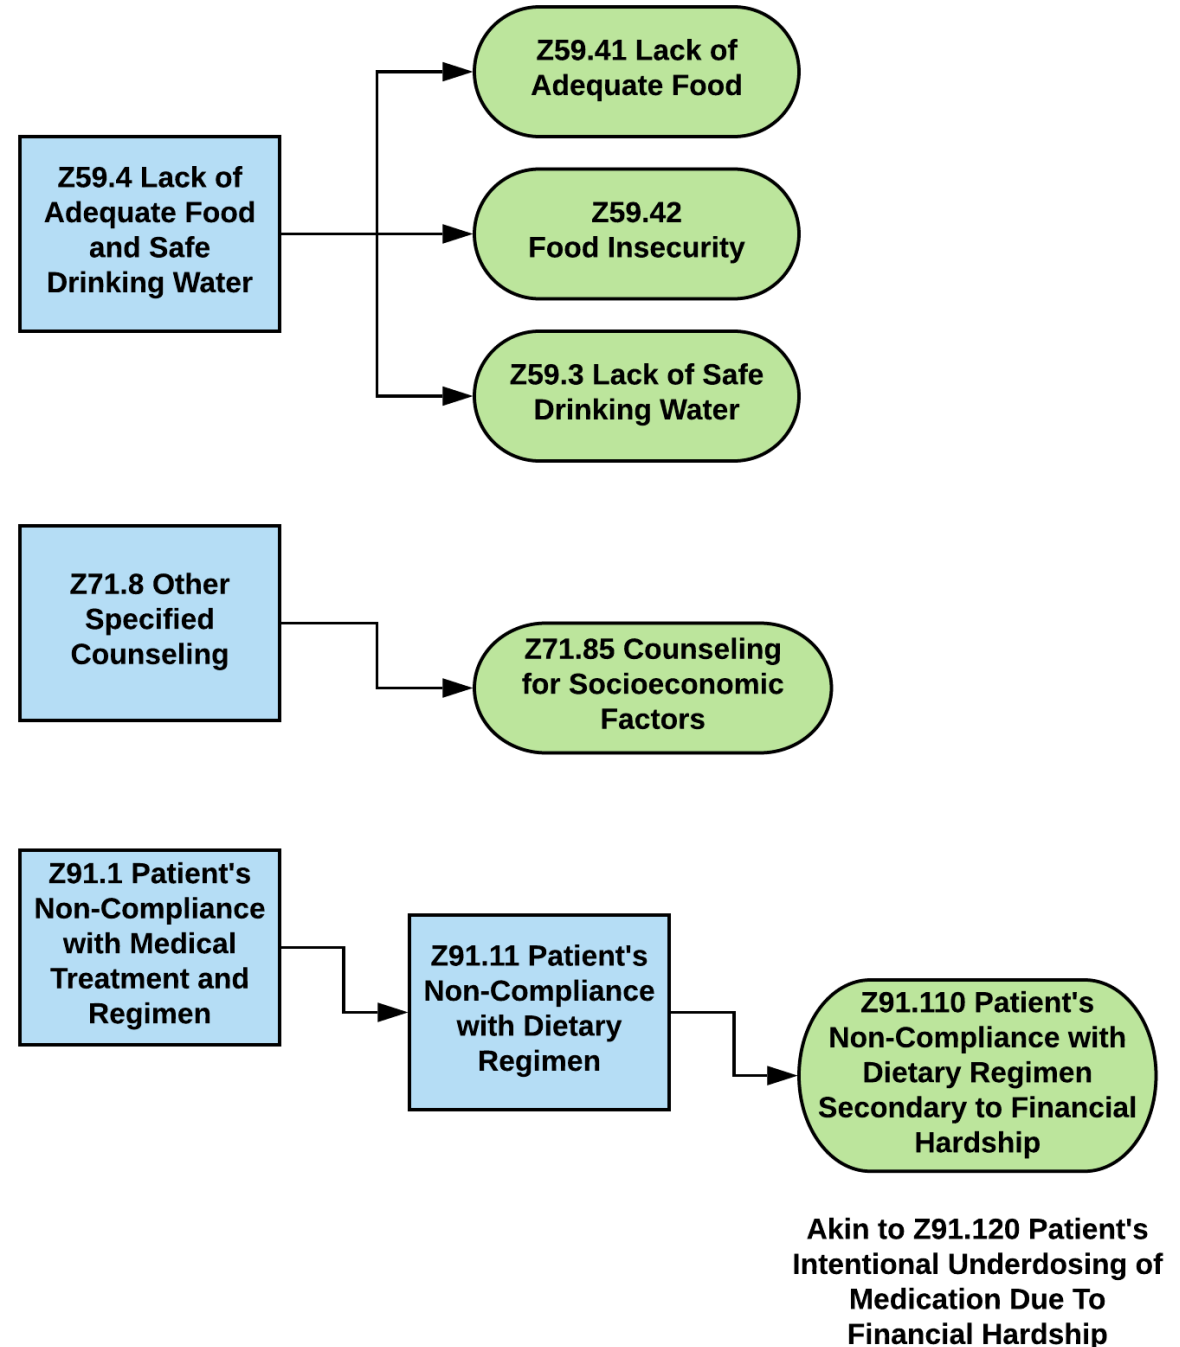 Z59.41 Lack of
Adequate Food
Z59.4 Lack of
Adequate Food
and Safe
Drinking Water
Z59.42
Food Insecurity
Z59.3 Lack of Safe
Drinking Water
Z71.8 Other
Specified
Counseling
Z71.85 Counseling
for Socioeconomic
Factors
Z91.1 Patient's
Non-Compliance
with Medical
Treatment and
Regimen
Z91.11 Patient's
Non-Compliance
with Dietary
Regimen
Z91.110 Patient's
Non-Compliance with
Dietary Regimen
Secondary to Financial
Hardship
Akin to Z91.120 Patient's
Intentional Underdosing of
Medication Due To
Financial Hardship